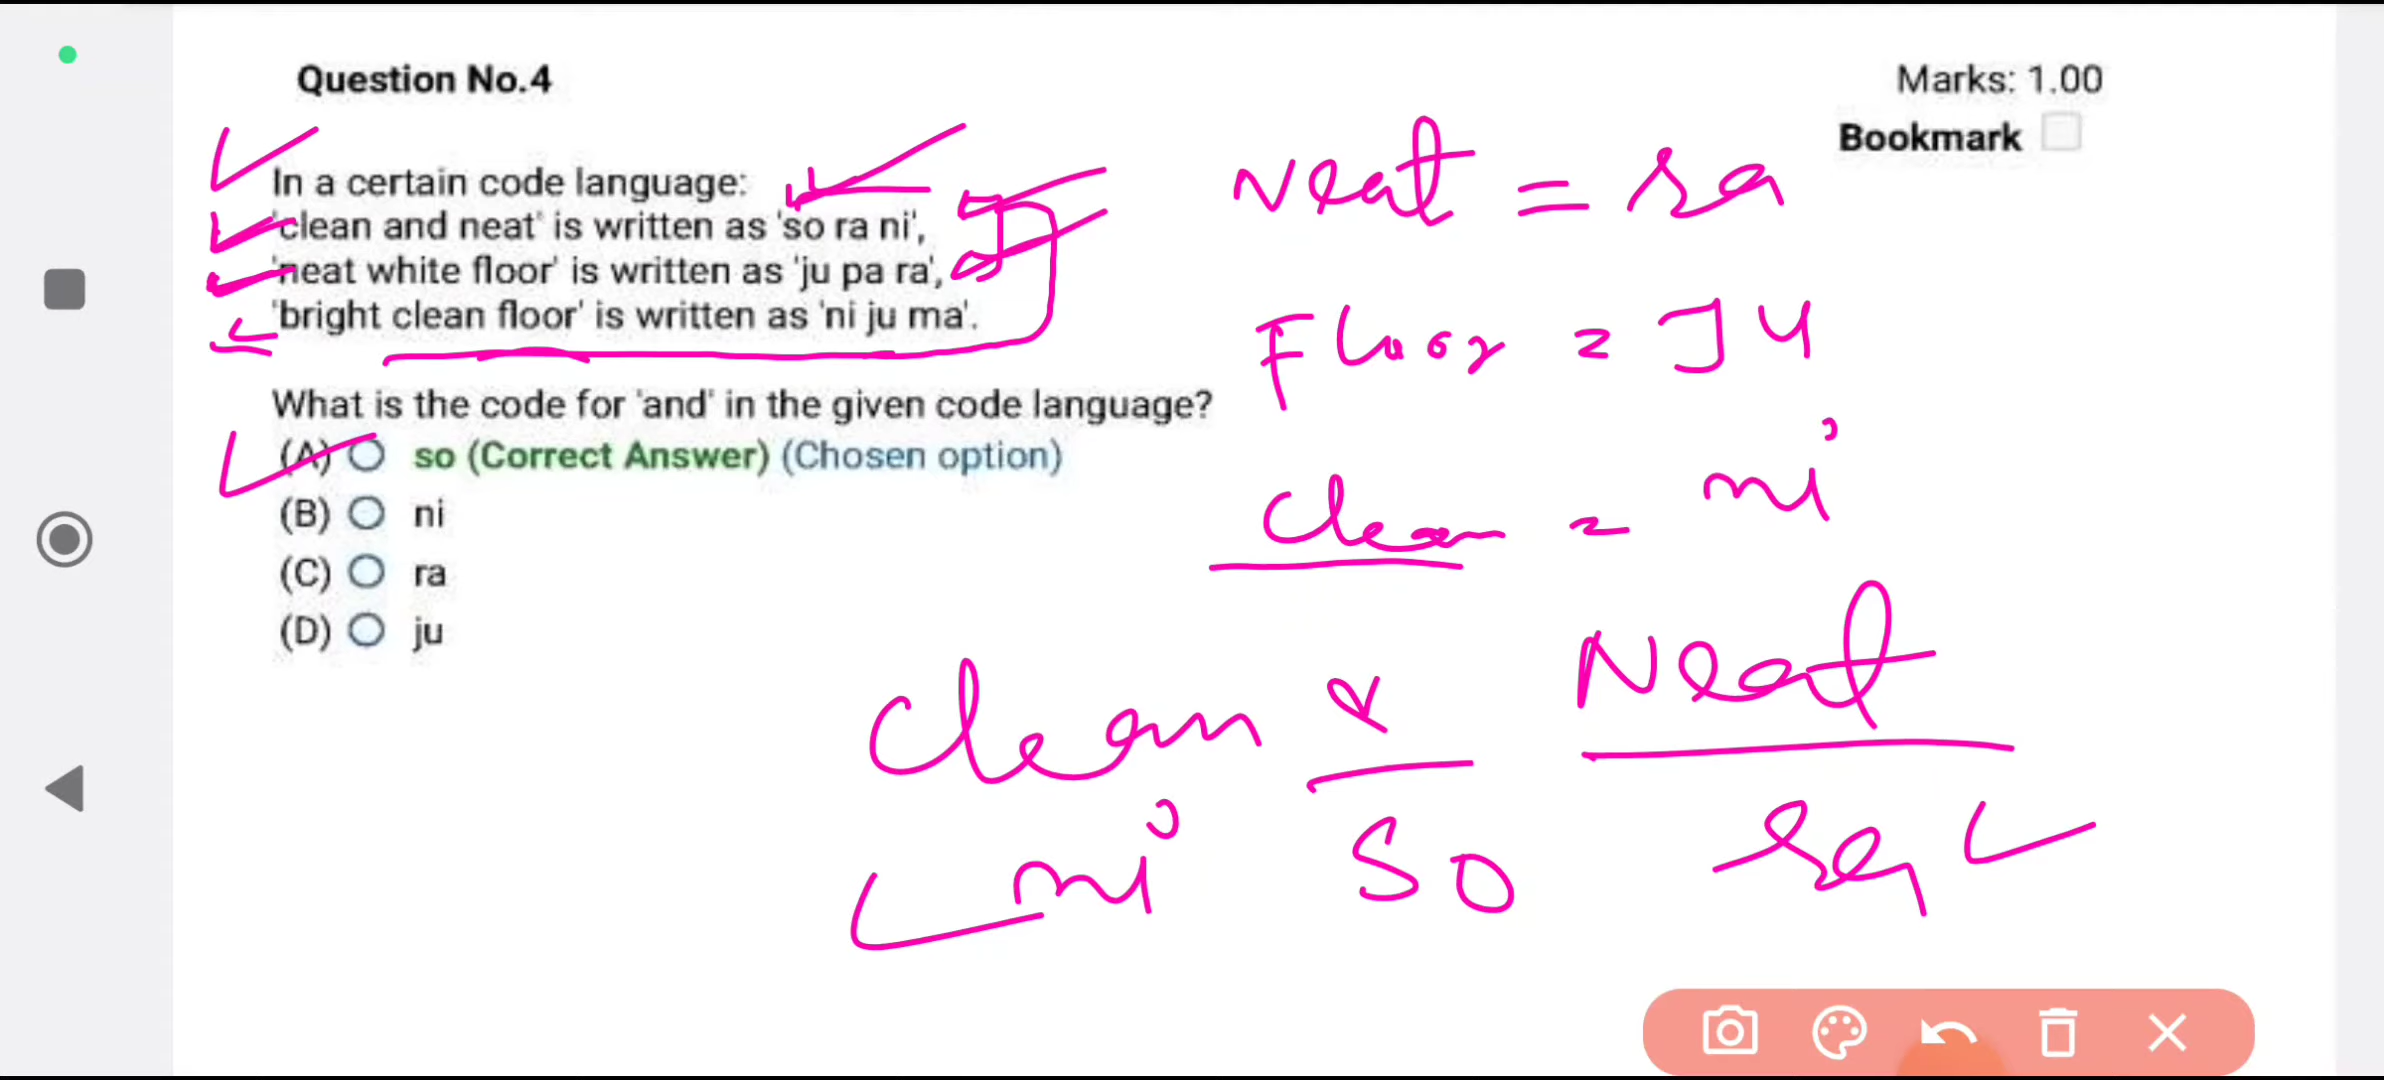 Question No.4
Marks: 1.00
Bookmark
In a certain code language:
'clean and neat' is written as 'so ra ni',
'neat white floor' is written as 'ju pa ra',
'bright clean floor' is written as 'ni ju ma'.
What is the code for 'and' in the given code language?
(A) so (Correct Answer) (Chosen option)
(B) ni
(C) ra
(D) ju
Neat = ra
Floor = Ju
Clean = ni
Clean & Neat
ni so ra